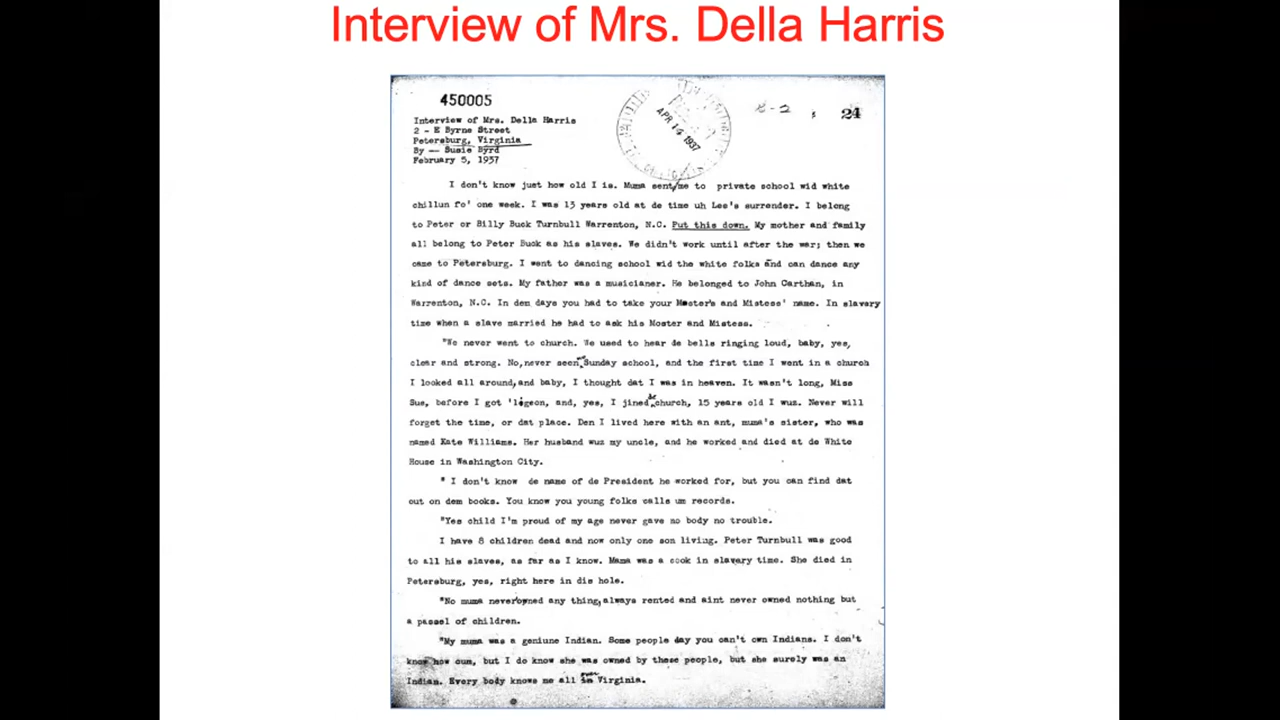 Interview of Mrs. Della Harris
450005
24
Interview of Mrs. Della Harris
2 - E Byrne Street
Petersburg, Virginia
By — Susie Byrd
February 5, 1937
APR 14 1937
I don't know just how old I is. Muma sent me to private school wid white
chillun fo' one week. I was 13 years old at de time uh Lee's surrender. I belong
to Peter or Billy Buck Turnbull Warrenton, N.C. Put this down. My mother and family
all belong to Peter Buck as his slaves. We didn't work until after the war; then we
came to Petersburg. I went to dancing school wid the white folks and can dance any
kind of dance sets. My father was a musicianer. He belonged to John Carthan, in
Warrenton, N.C. In dem days you had to take your Moster's and Mistess' name. In slavery
time when a slave married he had to ask his Moster and Mistess.
"We never went to church. We used to hear de bells ringing loud, baby, yes,
clear and strong. No, never seen Sunday school, and the first time I went in a church
I looked all around, and baby, I thought dat I was in heaven. It wasn't long, Miss
Sue, before I got 'ligeon, and, yes, I jined de church, 15 years old I wuz. Never will
forget the time, or dat place. Den I lived here with an ant, muma's sister, who was
named Kate Williams. Her husband wuz my uncle, and he worked and died at de White
House in Washington City.
" I don't know de name of de President he worked for, but you can find dat
out on dem books. You know you young folks calls um records.
"Yes child I'm proud of my age never gave no body no trouble.
I have 8 children dead and now only one son living. Peter Turnbull was good
to all his slaves, as far as I know. Mama was a cook in slavery time. She died in
Petersburg, yes, right here in dis hole.
"No muma never owned any thing, always rented and aint never owned nothing but
a passel of children.
"My muma was a geniune Indian. Some people day you can't own Indians. I don't
know how cum, but I do know she was owned by these people, but she surely was an
Indian. Every body knows me all over Virginia.